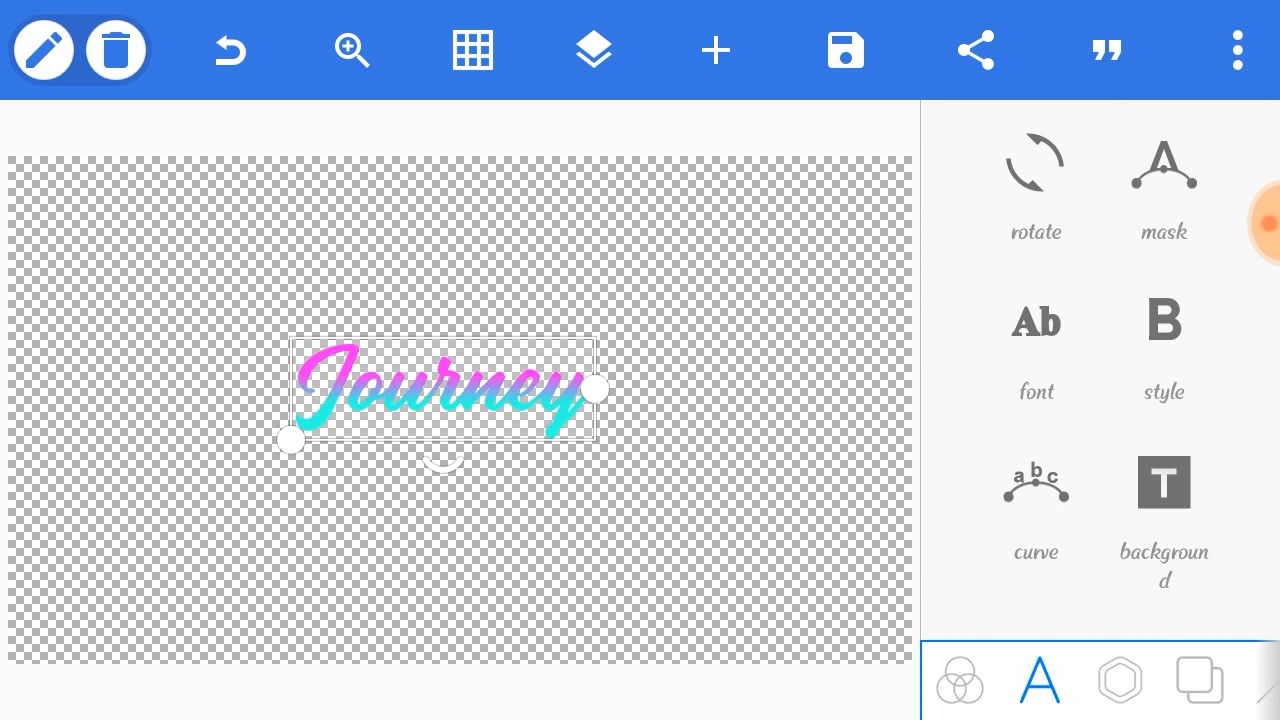 Journey
rotate
mask
Ab
B
font
style
abc
T
curve
backgroun
d
A